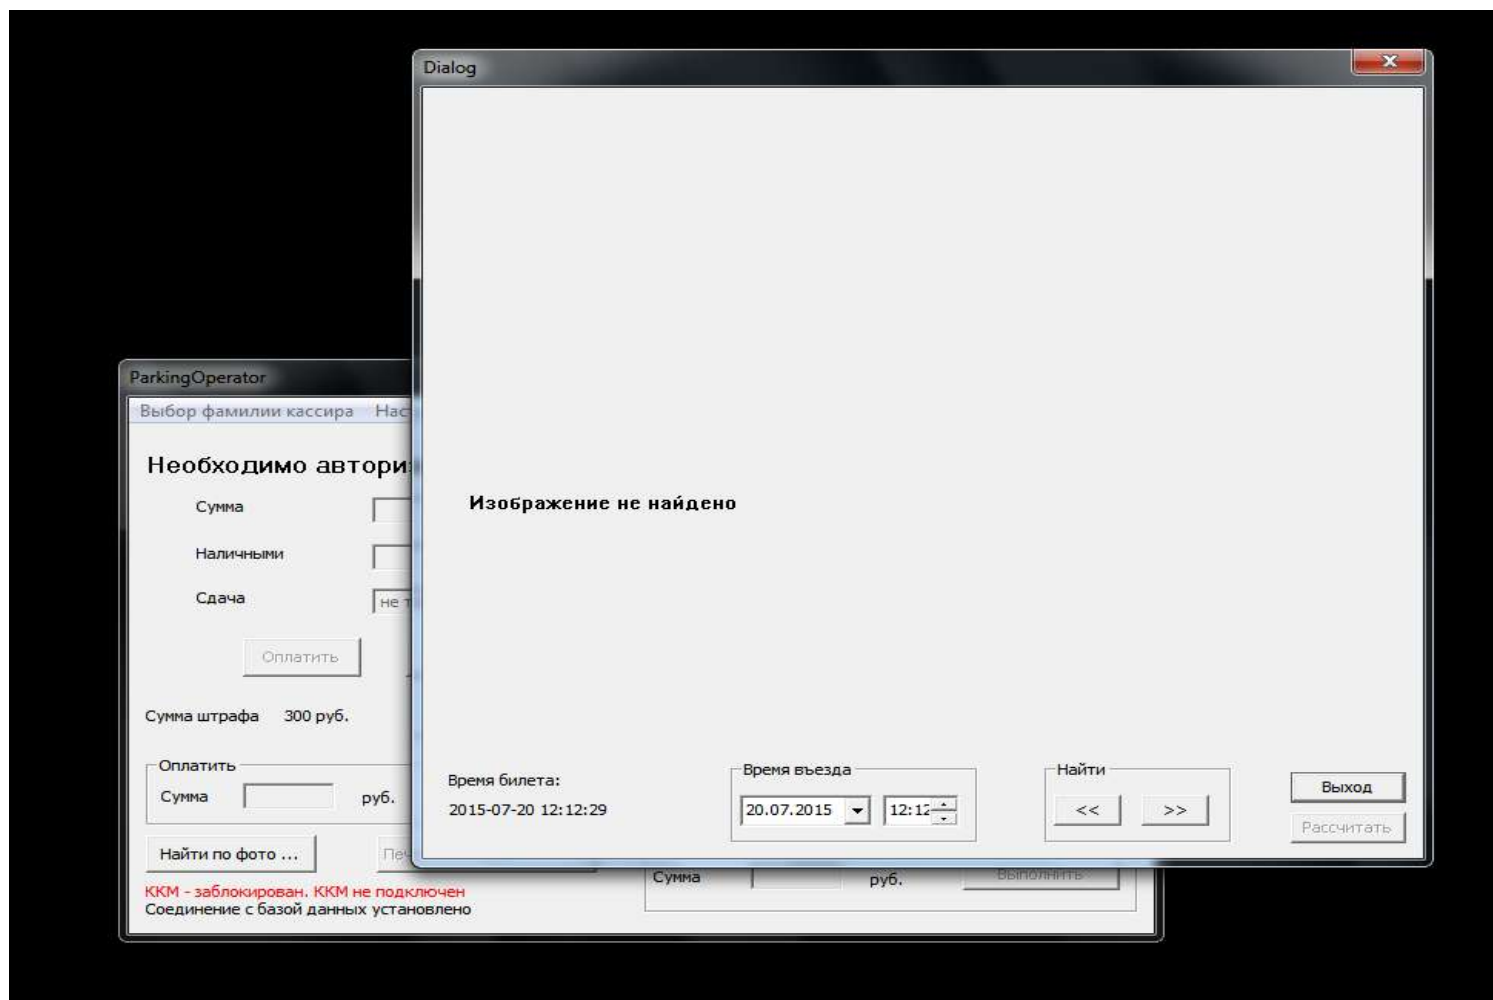 Dialog
Изображение не найдено
Время билета:
2015-07-20 12:12:29
Время въезда
20.07.2015
Найти
<<
>>
Выход
Рассчитать
ParkingOperator
Выбор фамилии кассира
Необходимо
Сумма
Наличными
Сдача
не
Оплатить
Сумма штрафа 300 руб.
Оплатить
Сумма руб.
Найти по фото ...
ККМ - заблокирован. ККМ не подключен
Соединение с базой данных установлено
Сумма руб.
Выполнить